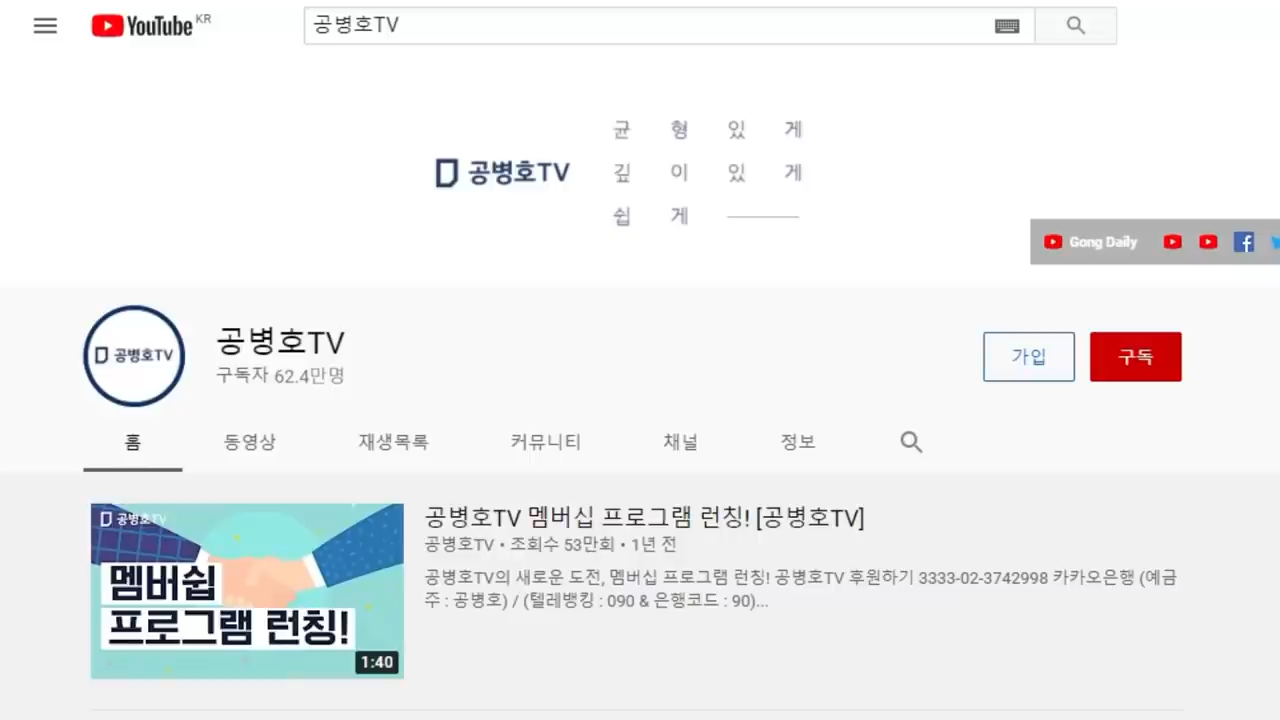 YouTube KR
공병호TV
균 형 있 게
공병호TV
깊 이 있 게
쉽 게
Gong Daily
공병호TV
공병호TV
구독자 62.4만명
가입
구독
홈
동영상
재생목록
커뮤니티
채널
정보
공병호TV
멤버쉽
프로그램 런칭!
1:40
공병호TV 멤버십 프로그램 런칭! [공병호TV]
공병호TV • 조회수 53만회 • 1년 전
공병호TV의 새로운 도전, 멤버십 프로그램 런칭! 공병호TV 후원하기 3333-02-3742998 카카오은행 (예금
주 : 공병호) / (텔레뱅킹 : 090 & 은행코드 : 90)...